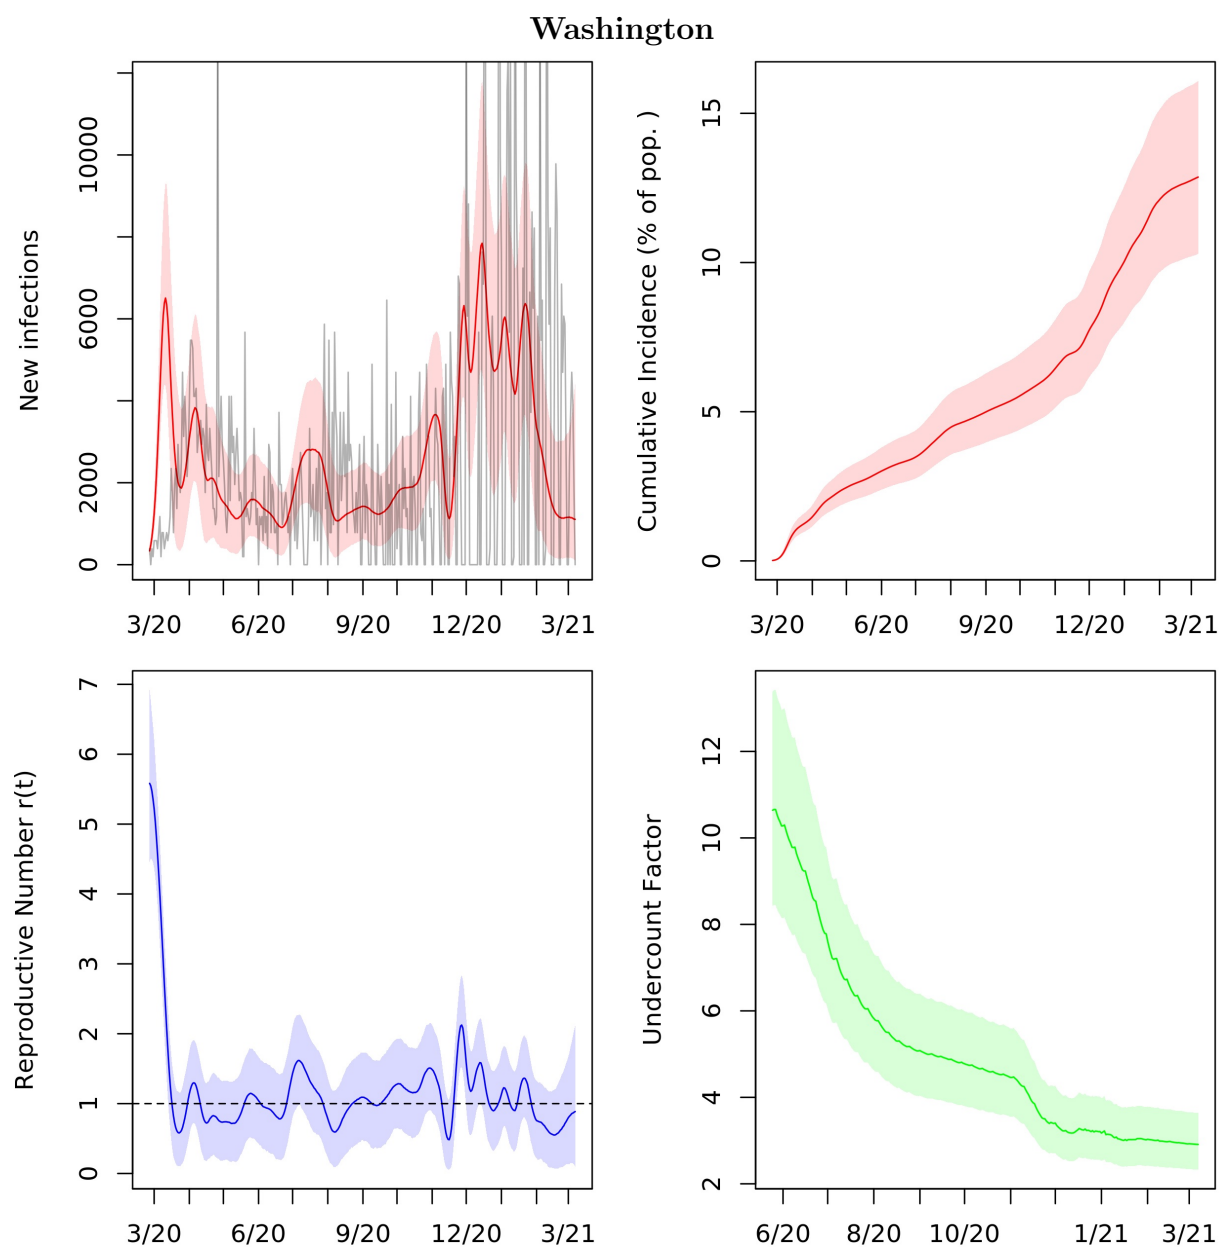 Washington
New infections
10000
6000
2000
0
3/20 6/20 9/20 12/20 3/21
Cumulative Incidence (% of pop. )
15
10
5
0
3/20 6/20 9/20 12/20 3/21
Reproductive Number r(t)
7
6
5
4
3
2
1
0
3/20 6/20 9/20 12/20 3/21
Undercount Factor
12
10
8
6
4
2
6/20 8/20 10/20 1/21 3/21